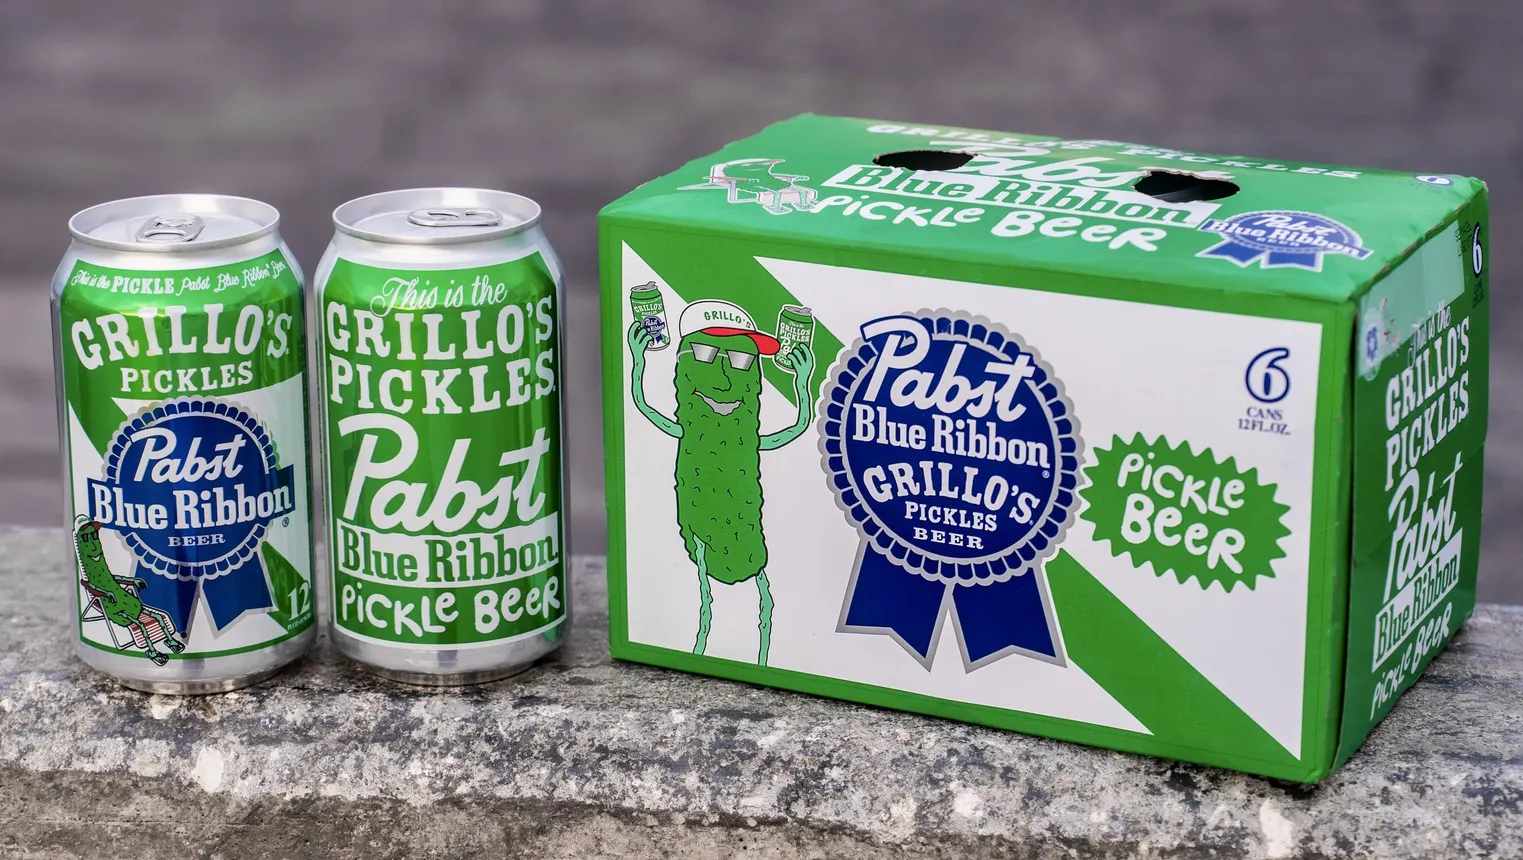 This is the PICKLE Pabst Blue Ribbon Beer
GRILLO'S
PICKLES
Pabst
Blue Ribbon®
BEER
12
This is the
GRILLO'S
PICKLES
Pabst
Blue Ribbon
PiCKLE BEER
GRILLO'S PICKLES
Pabst
Blue Ribbon
PiCKLE BEER
Pabst
Blue Ribbon
GRILLO'S
GRILLO'S
PICKLES
Pabst
Blue Ribbon®
GRILLO'S
PICKLES
BEER
6
CANS
12 FL. OZ.
PiCKLE
BEER
6
This is the
GRILLO'S
PICKLES
Pabst
Blue Ribbon
PiCKLE BEER